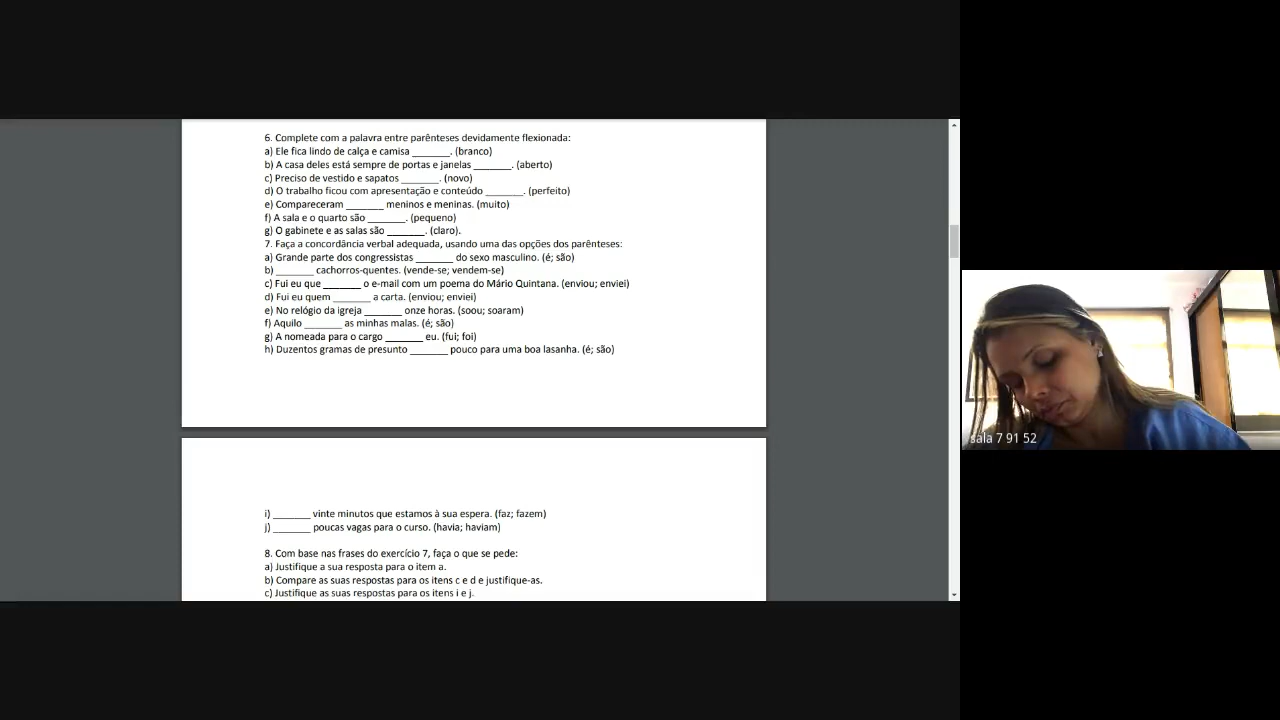 6. Complete com a palavra entre parênteses devidamente flexionada:
a) Ele fica lindo de calça e camisa _______. (branco)
b) A casa deles está sempre de portas e janelas _______. (aberto)
c) Preciso de vestido e sapatos _______. (novo)
d) O trabalho ficou com apresentação e conteúdo _______. (perfeito)
e) Compareceram _______ meninos e meninas. (muito)
f) A sala e o quarto são _______. (pequeno)
g) O gabinete e as salas são _______. (claro).
7. Faça a concordância verbal adequada, usando uma das opções dos parênteses:
a) Grande parte dos congressistas _______ do sexo masculino. (é; são)
b) _______ cachorros-quentes. (vende-se; vendem-se)
c) Fui eu que _______ o e-mail com um poema do Mário Quintana. (enviou; enviei)
d) Fui eu quem _______ a carta. (enviou; enviei)
e) No relógio da igreja _______ onze horas. (soou; soaram)
f) Aquilo _______ as minhas malas. (é; são)
g) A nomeada para o cargo _______ eu. (fui; foi)
h) Duzentos gramas de presunto _______ pouco para uma boa lasanha. (é; são)
i) _______ vinte minutos que estamos à sua espera. (faz; fazem)
j) _______ poucas vagas para o curso. (havia; haviam)
8. Com base nas frases do exercício 7, faça o que se pede:
a) Justifique a sua resposta para o item a.
b) Compare as suas respostas para os itens c e d e justifique-as.
c) Justifique as suas respostas para os itens i e j.
sala 7 91 52